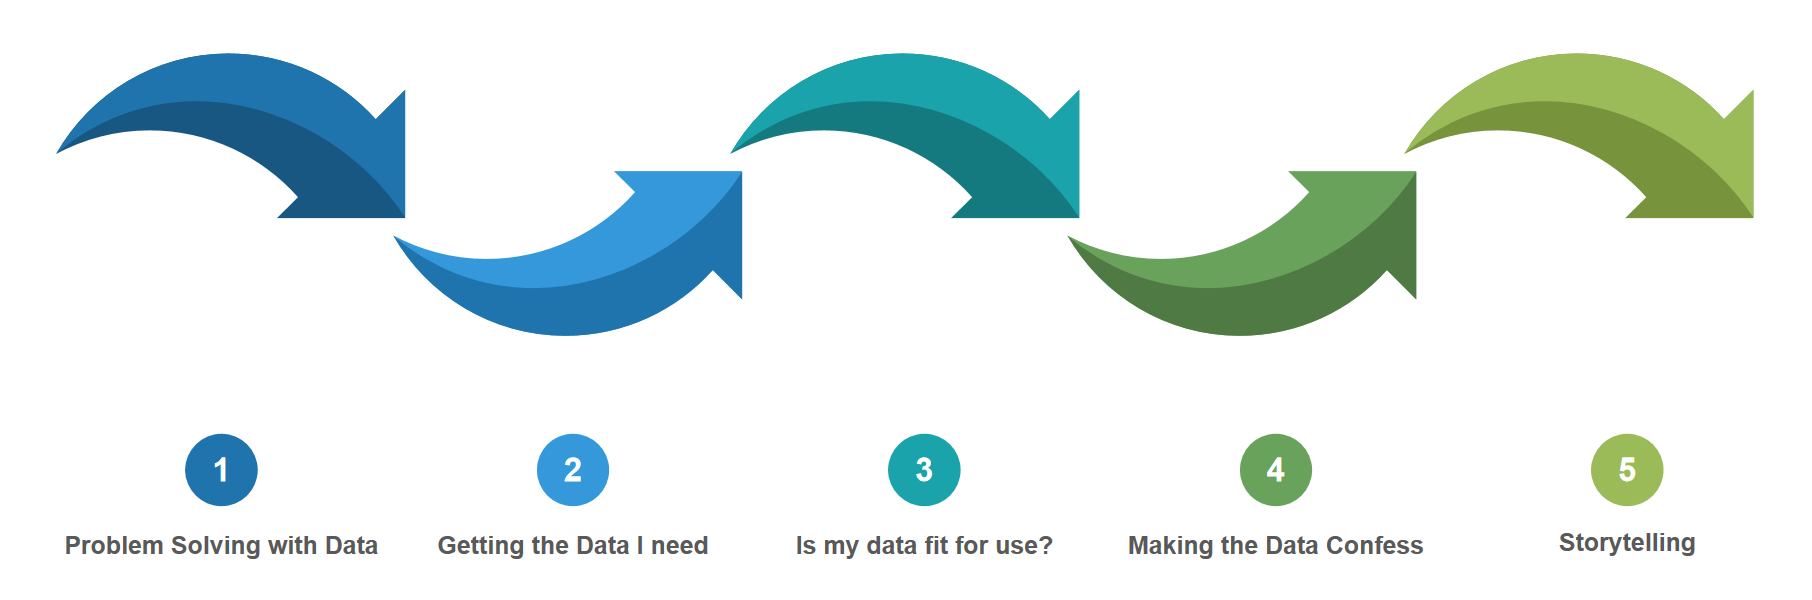 1
2
3
4
5
Problem Solving with Data
Getting the Data I need
Is my data fit for use?
Making the Data Confess
Storytelling